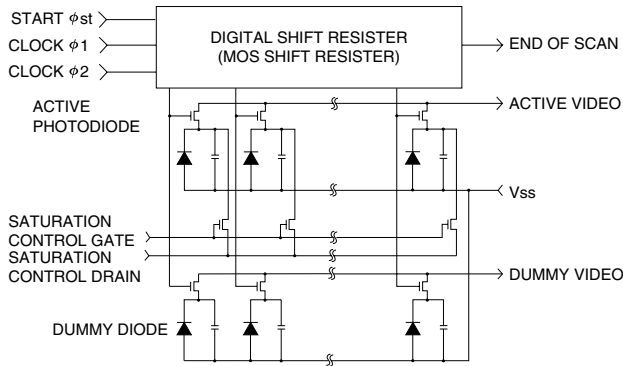 START ϕst
CLOCK ϕ1
CLOCK ϕ2
DIGITAL SHIFT RESISTER
(MOS SHIFT RESISTER)
END OF SCAN
ACTIVE
PHOTODIODE
ACTIVE VIDEO
Vss
SATURATION
CONTROL GATE
SATURATION
CONTROL DRAIN
DUMMY VIDEO
DUMMY DIODE